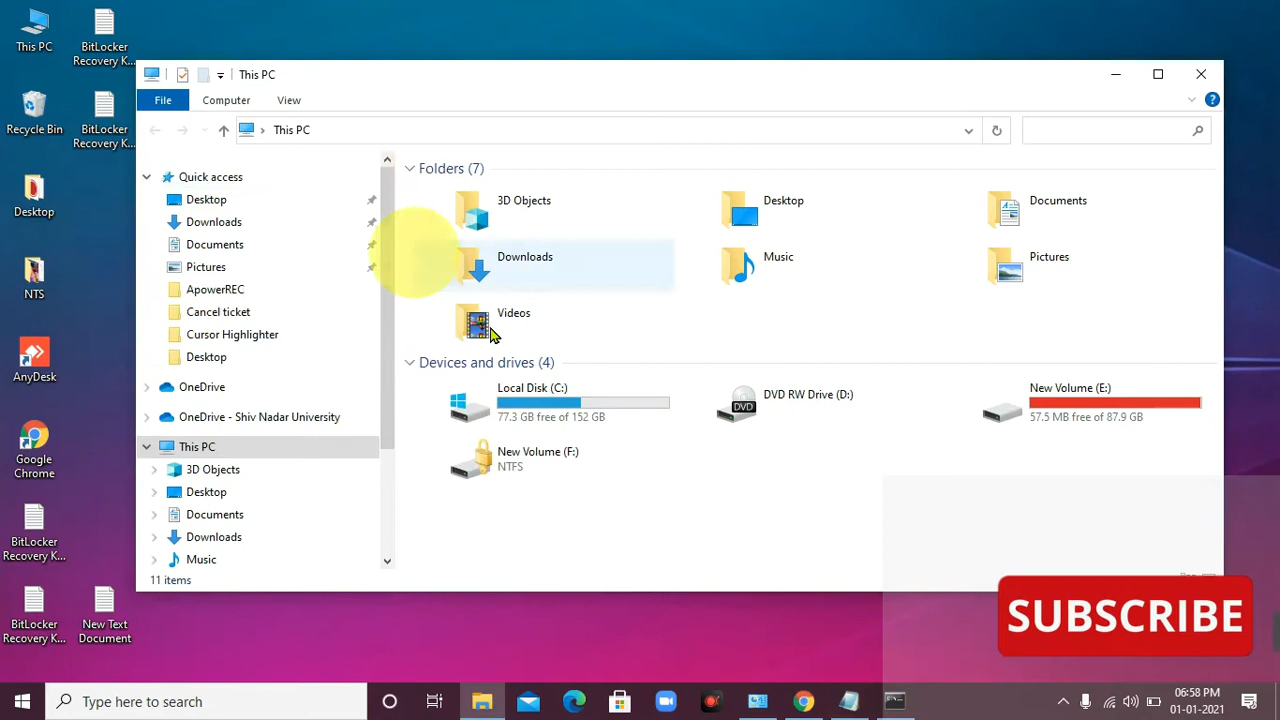 This PC
BitLocker
Recovery K...
Recycle Bin
BitLocker
Recovery K...
Desktop
NTS
AnyDesk
Google
Chrome
BitLocker
Recovery K...
BitLocker
Recovery K...
New Text
Document
This PC
File
Computer
View
This PC
Quick access
Desktop
Downloads
Documents
Pictures
ApowerREC
Cancel ticket
Cursor Highlighter
Desktop
OneDrive
OneDrive - Shiv Nadar University
This PC
3D Objects
Desktop
Documents
Downloads
Music
11 items
Folders (7)
3D Objects
Desktop
Documents
Downloads
Music
Pictures
Videos
Devices and drives (4)
Local Disk (C:)
77.3 GB free of 152 GB
DVD RW Drive (D:)
DVD
New Volume (E:)
57.5 MB free of 87.9 GB
New Volume (F:)
NTFS
SUBSCRIBE
Type here to search
06:58 PM
01-01-2021